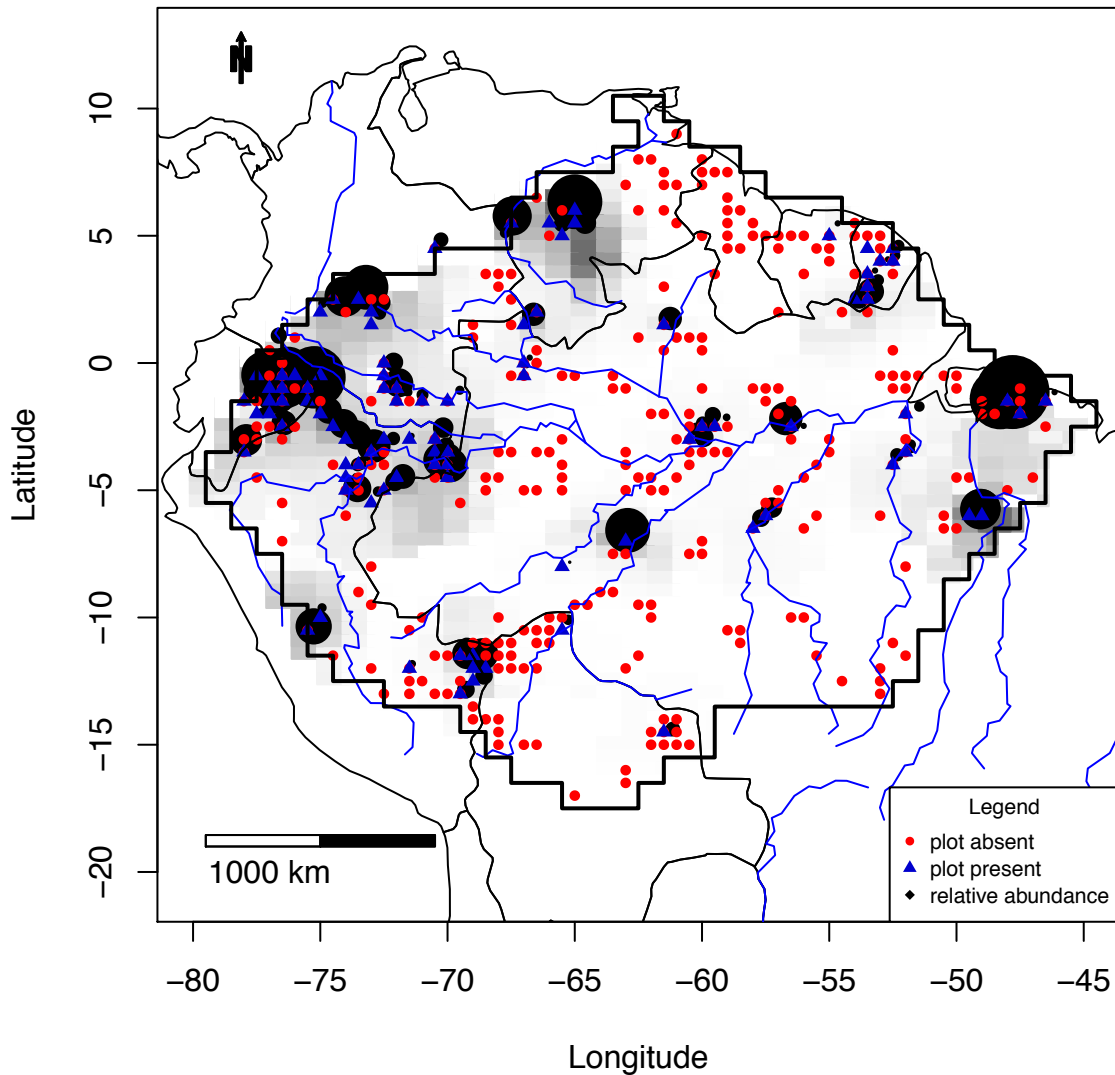 N
10
5
0
−5
−10
−15
−20
Latitude
1000 km
Legend
plot absent
plot present
relative abundance
−80 −75 −70 −65 −60 −55 −50 −45
Longitude